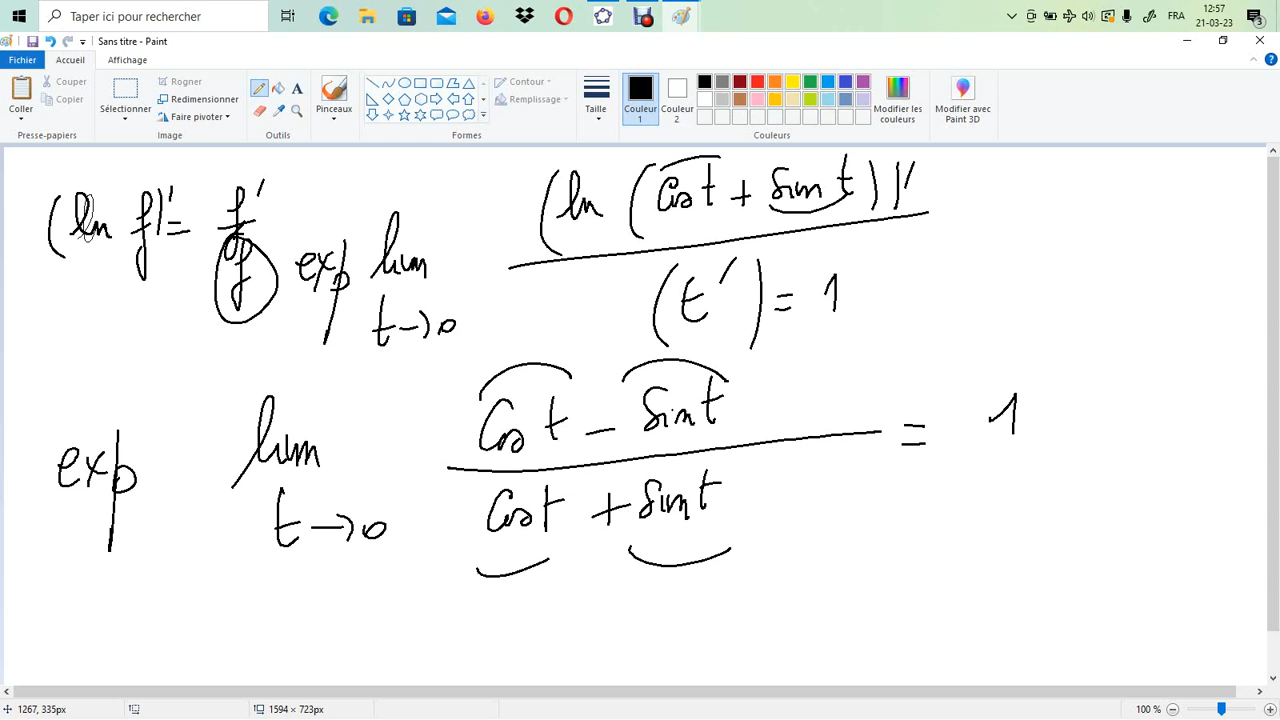 Taper ici pour rechercher
FRA
12:57
21-03-23
3
Sans titre - Paint
Fichier Accueil Affichage
Coller
Couper
Copier
Presse-papiers
Sélectionner
Rogner
Redimensionner
Faire pivoter
Image
A
Outils
Pinceaux
Contour
Remplissage
Formes
Taille
Couleur 1
Couleur 2
Modifier les couleurs
Couleurs
Modifier avec Paint 3D
(ln f)' = f'/f
exp lim t→0 (ln (cos t + sin t))' / (t') = 1
exp lim t→0 (cos t - sin t) / (cos t + sin t) = 1
1267, 335px
1594 × 723px
100 %